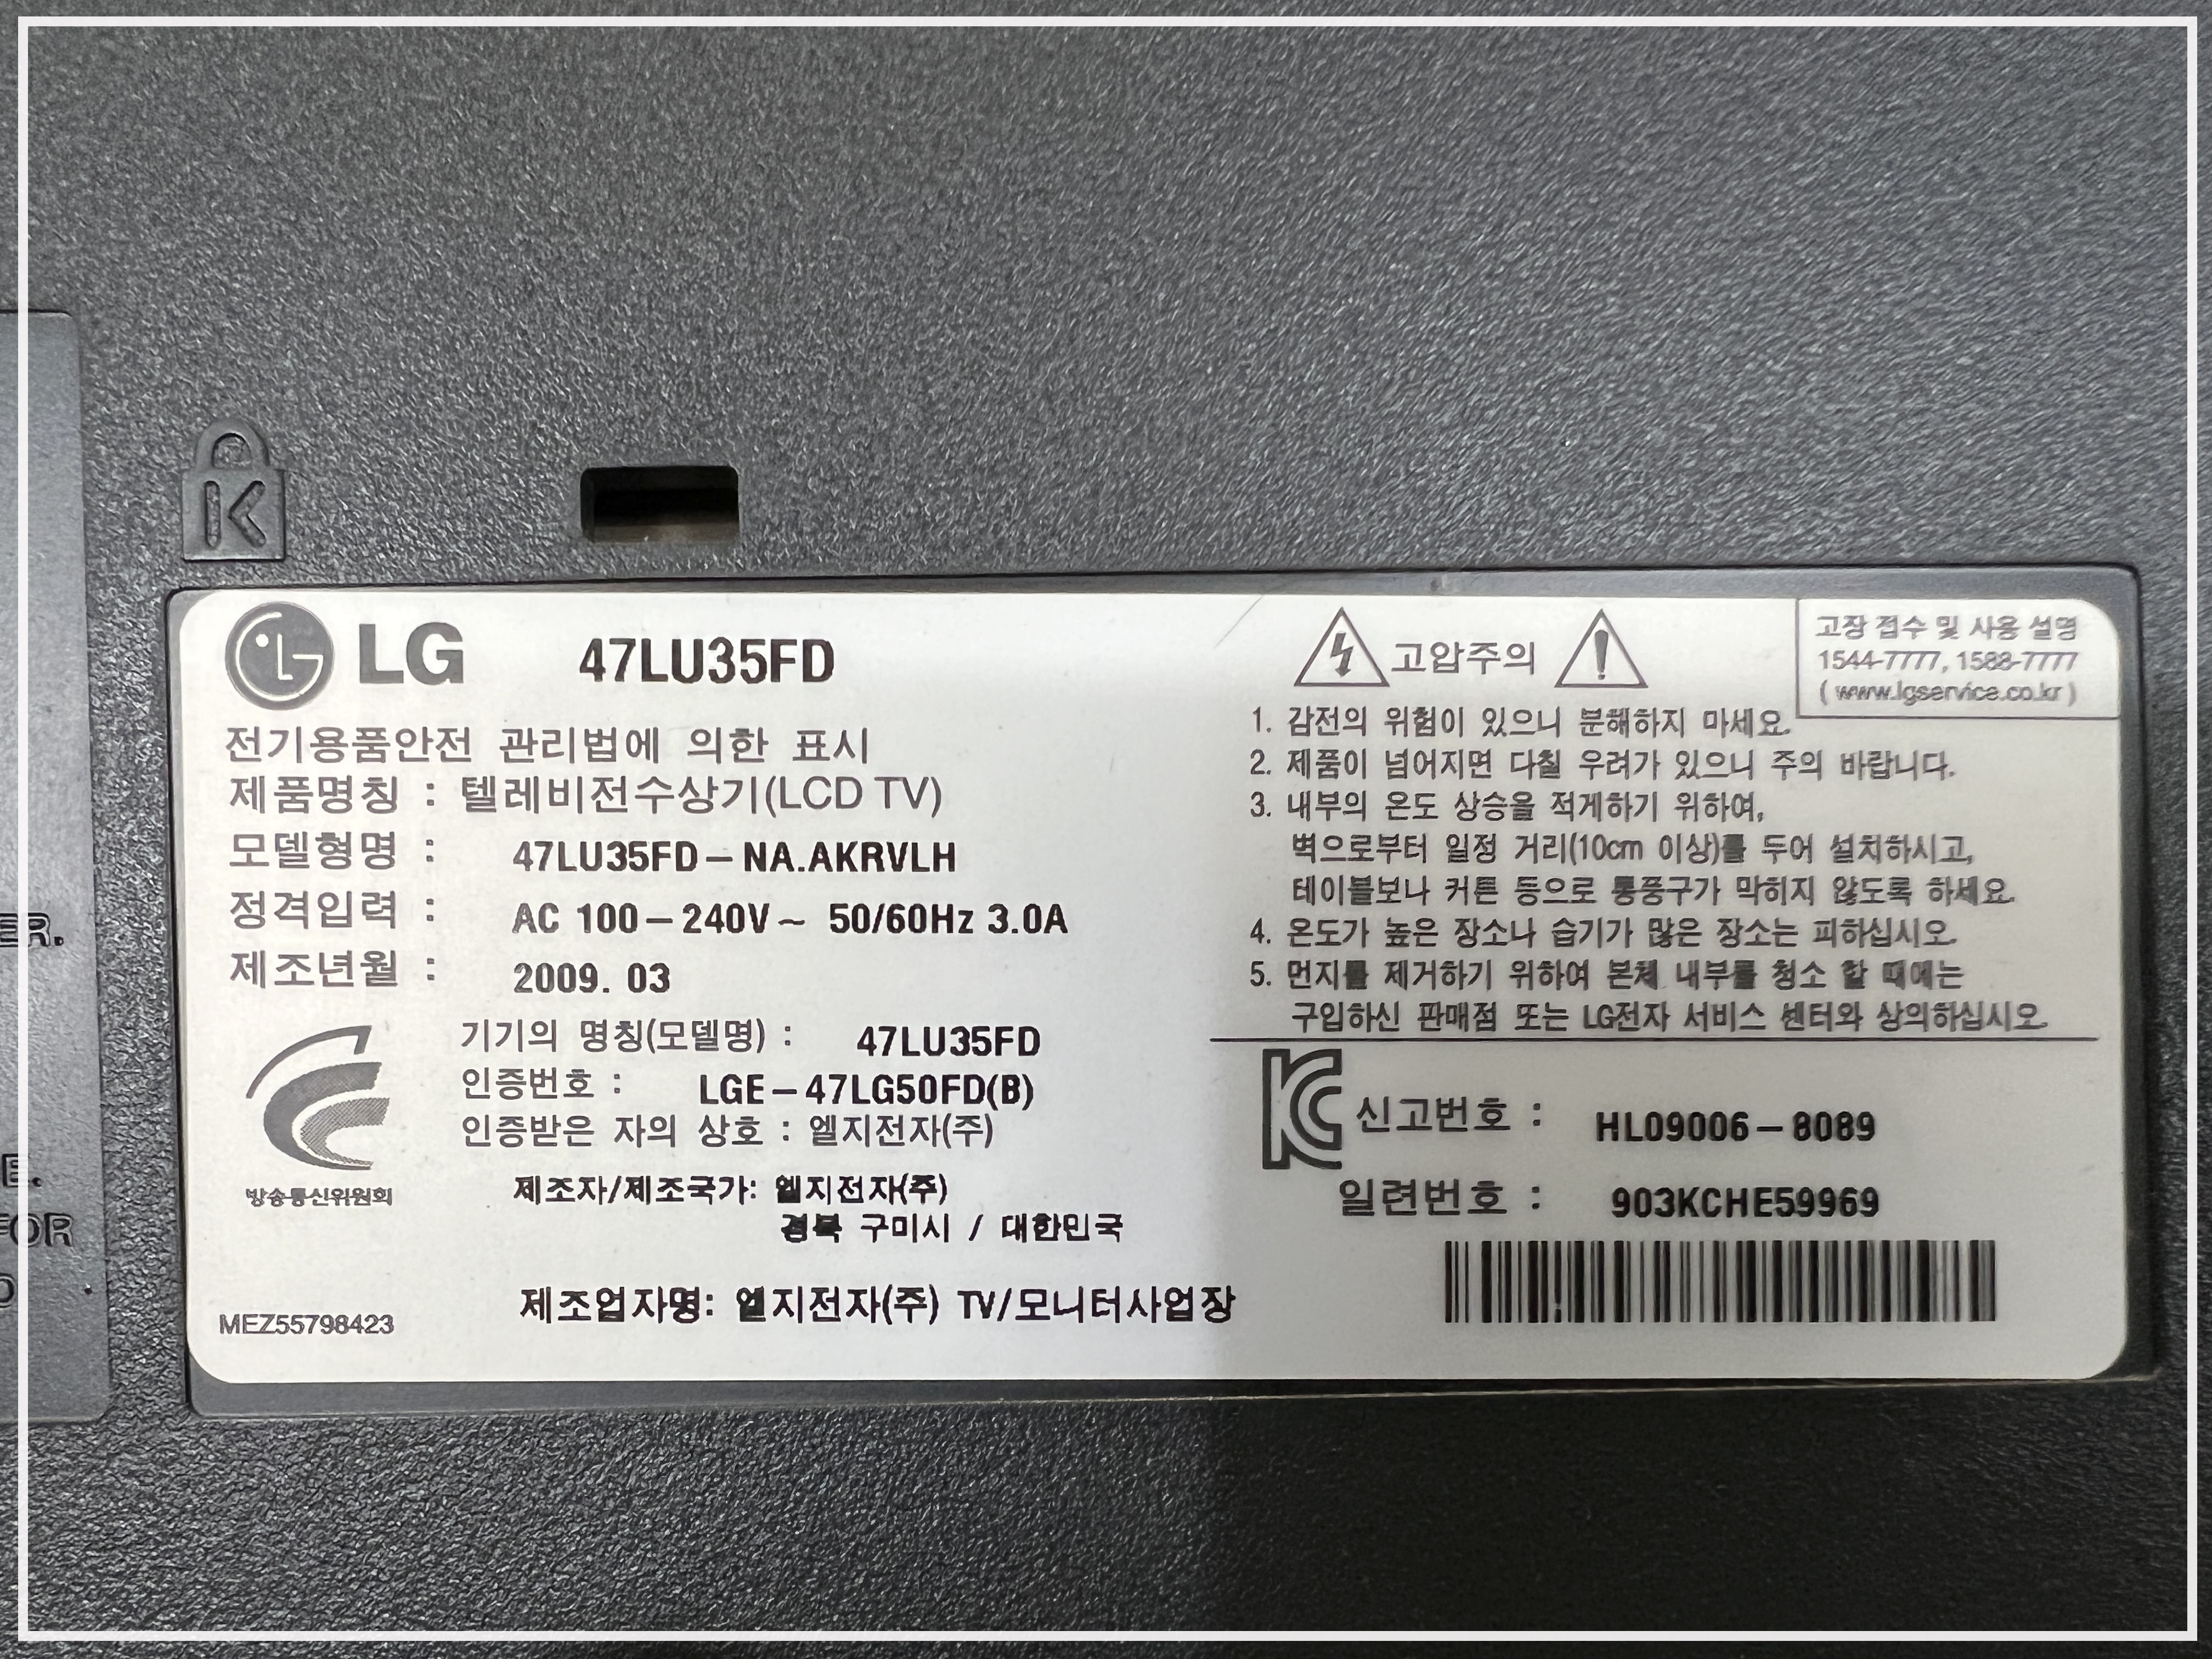 ER.
E.
FOR
K
LG 47LU35FD
전기용품안전 관리법에 의한 표시
제품명칭 : 텔레비전수상기(LCD TV)
모델형명 : 47LU35FD-NA.AKRVLH
정격입력 : AC 100-240V~ 50/60Hz 3.0A
제조년월 : 2009. 03
기기의 명칭(모델명) : 47LU35FD
인증번호 : LGE-47LG50FD(B)
인증받은 자의 상호 : 엘지전자(주)
방송통신위원회
제조자/제조국가: 엘지전자(주)
경북 구미시 / 대한민국
제조업자명: 엘지전자(주) TV/모니터사업장
MEZ55798423
고압주의
고장 접수 및 사용 설명
1544-7777, 1588-7777
( www.lgservice.co.kr )
1. 감전의 위험이 있으니 분해하지 마세요.
2. 제품이 넘어지면 다칠 우려가 있으니 주의 바랍니다.
3. 내부의 온도 상승을 적게하기 위하여,
벽으로부터 일정 거리(10cm 이상)를 두어 설치하시고,
테이블보나 커튼 등으로 통풍구가 막히지 않도록 하세요.
4. 온도가 높은 장소나 습기가 많은 장소는 피하십시오.
5. 먼지를 제거하기 위하여 본체 내부를 청소 할 때에는
구입하신 판매점 또는 LG전자 서비스 센터와 상의하십시오.
신고번호 : HL09006-8089
일련번호 : 903KCHE59969